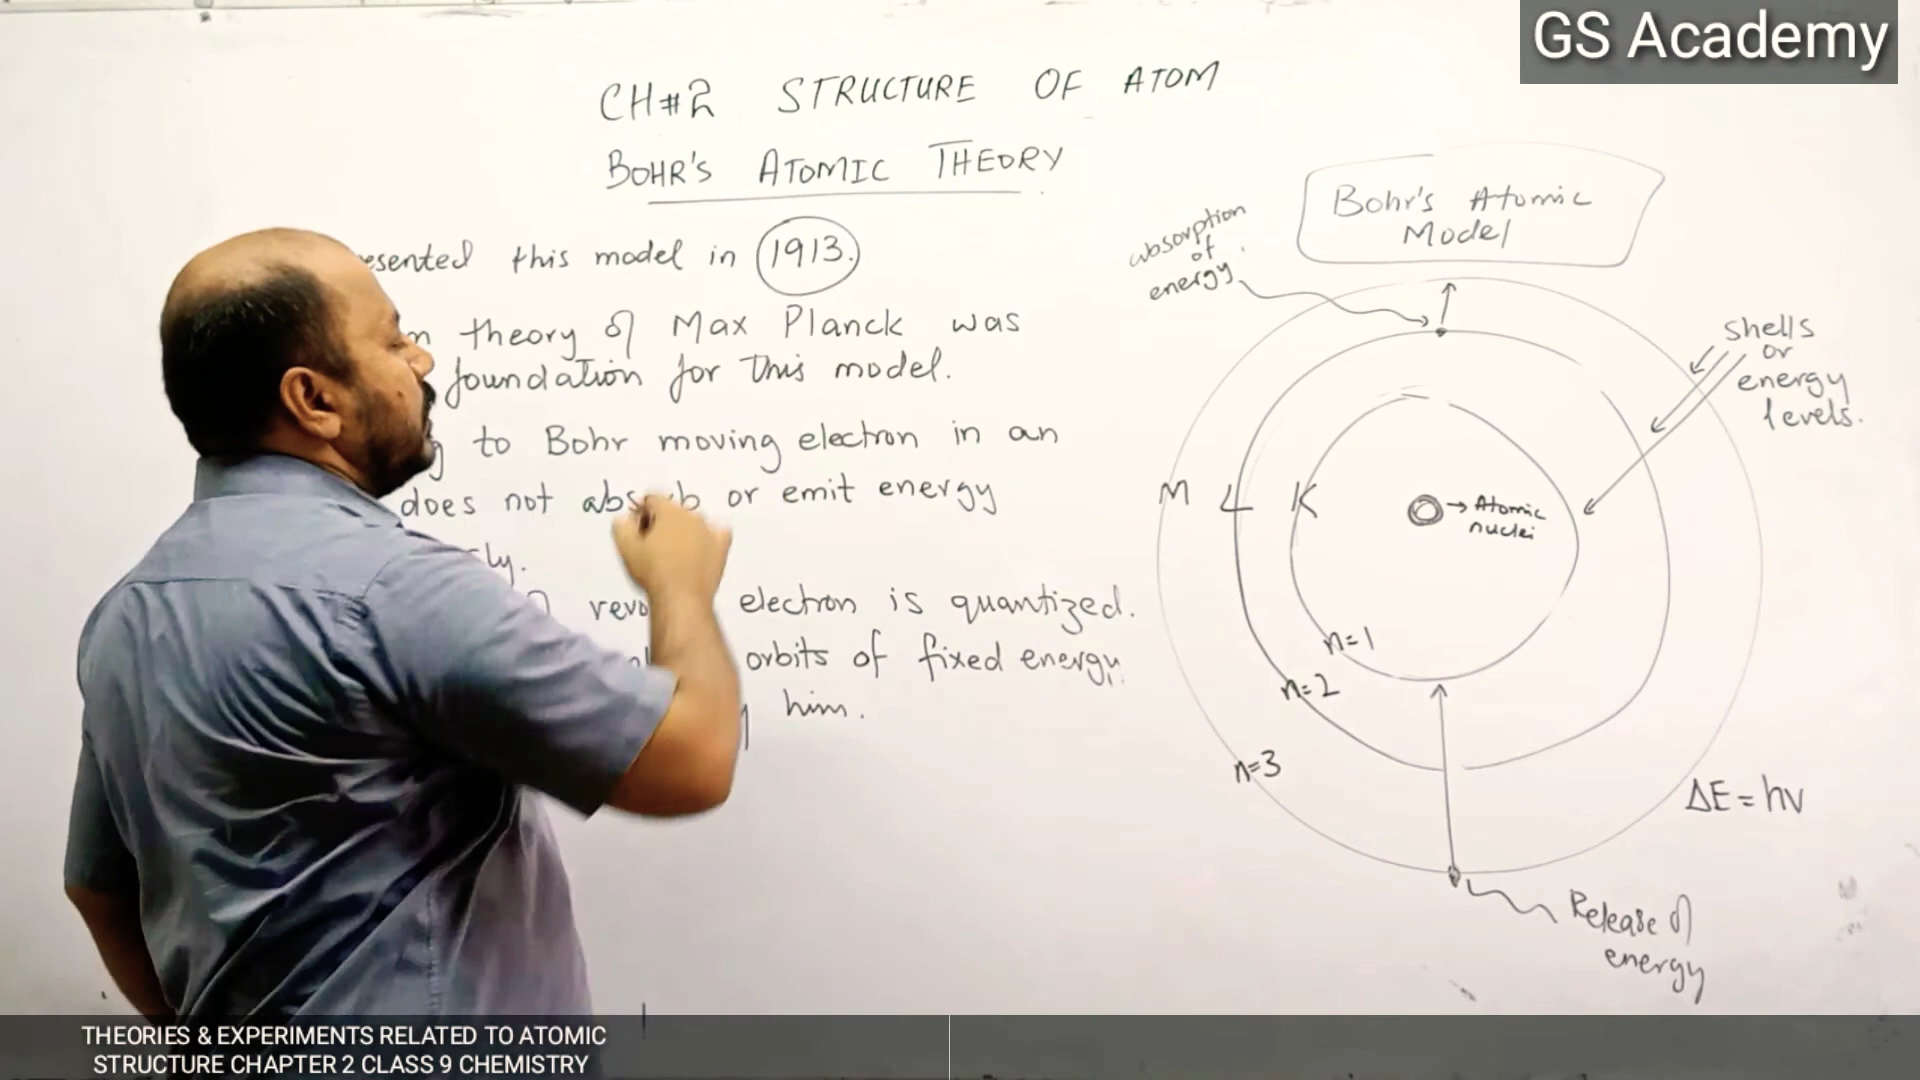 GS Academy
CH#2 STRUCTURE OF ATOM
BOHR'S ATOMIC THEORY
esented this model in 1913.
n theory of Max Planck was
foundation for this model.
g to Bohr moving electron in an
does not absorb or emit energy
ly.
revo electron is quantized.
orbits of fixed energy
y him.
Bohr's Atomic
Model
absorption
of
energy.
shells
or
energy
levels.
M L K
→ Atomic
nuclei
n=1
n=2
n=3
ΔE = hν
Release of
energy
THEORIES & EXPERIMENTS RELATED TO ATOMIC
STRUCTURE CHAPTER 2 CLASS 9 CHEMISTRY